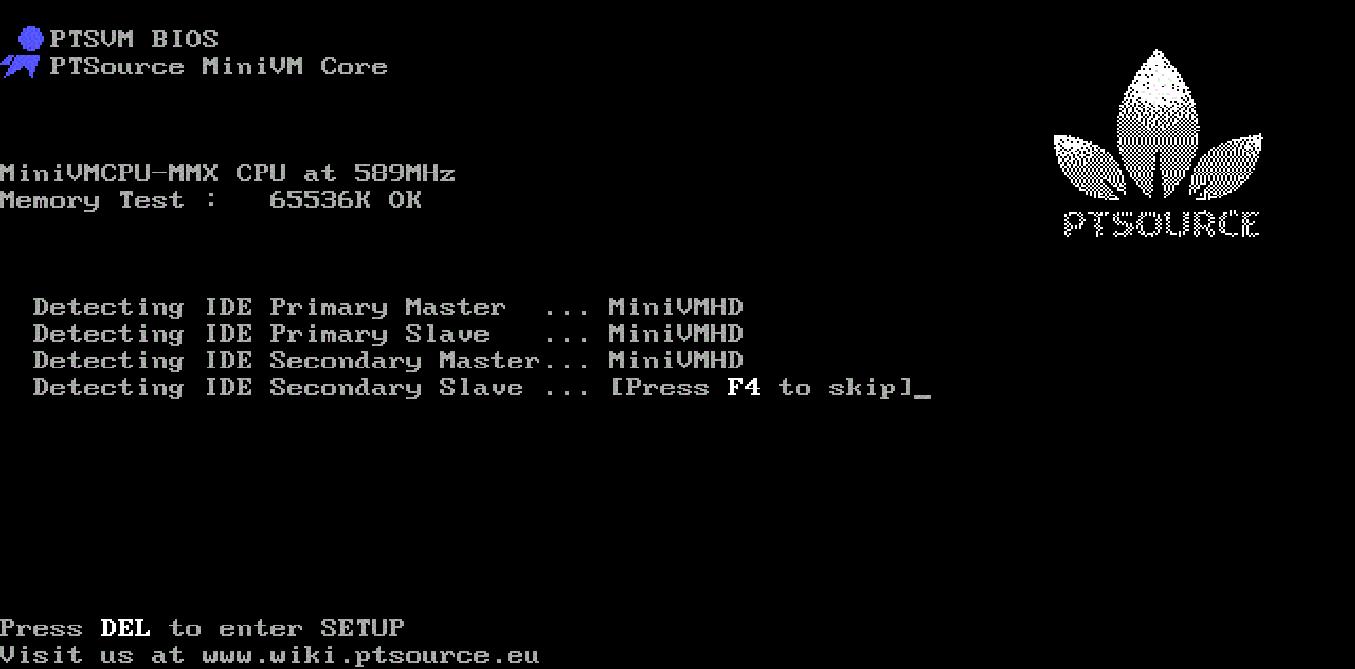 PTSVM BIOS
PTSource MiniVM Core
MiniVMCPU-MMX CPU at 589MHz
Memory Test :   65536K OK
PTSOURCE
Detecting IDE Primary Master  ... MiniVMHD
Detecting IDE Primary Slave   ... MiniVMHD
Detecting IDE Secondary Master... MiniVMHD
Detecting IDE Secondary Slave ... [Press F4 to skip]_
Press DEL to enter SETUP
Visit us at www.wiki.ptsource.eu